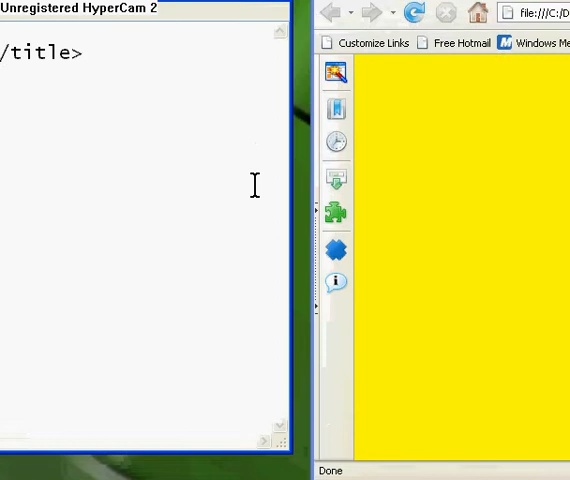 Unregistered HyperCam 2
/title>
file:///C:/D
Customize Links
Free Hotmail
Windows Me
Done